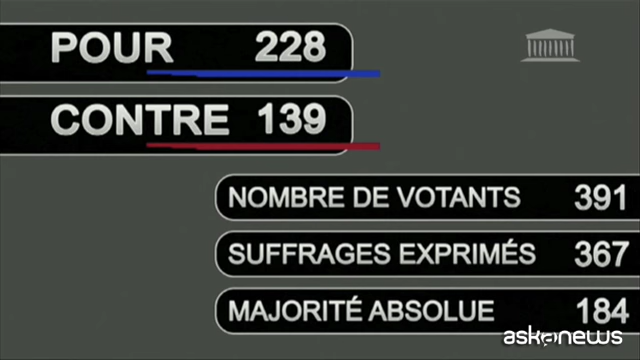 POUR 228
CONTRE 139
NOMBRE DE VOTANTS 391
SUFFRAGES EXPRIMÉS 367
MAJORITÉ ABSOLUE 184
askanews